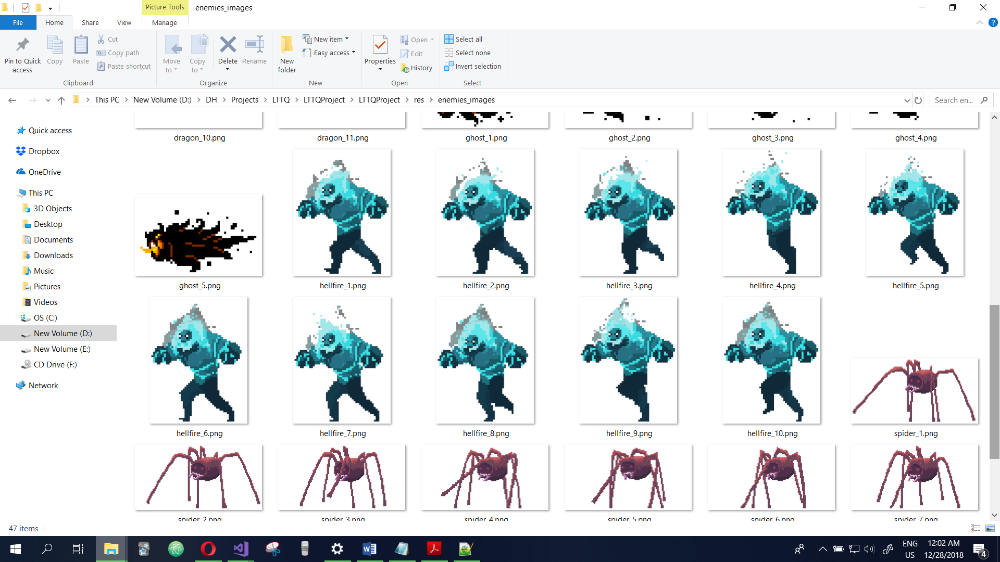 Picture Tools
enemies_images
File
Home
Share
View
Manage
Pin to Quick access
Copy
Paste
Cut
Copy path
Paste shortcut
Clipboard
Move to
Copy to
Delete
Rename
Organize
New folder
New item
Easy access
New
Properties
Open
Edit
History
Open
Select all
Select none
Invert selection
Select
This PC > New Volume (D:) > DH > Projects > LTTQ > LTTQProject > LTTQProject > res > enemies_images
Search en...
Quick access
Dropbox
OneDrive
This PC
3D Objects
Desktop
Documents
Downloads
Music
Pictures
Videos
OS (C:)
New Volume (D:)
New Volume (E:)
CD Drive (F:)
Network
dragon_10.png
dragon_11.png
ghost_1.png
ghost_2.png
ghost_3.png
ghost_4.png
ghost_5.png
hellfire_1.png
hellfire_2.png
hellfire_3.png
hellfire_4.png
hellfire_5.png
hellfire_6.png
hellfire_7.png
hellfire_8.png
hellfire_9.png
hellfire_10.png
spider_1.png
spider_2.png
spider_3.png
spider_4.png
spider_5.png
spider_6.png
spider_7.png
47 items
ENG
US
12:02 AM
12/28/2018
4